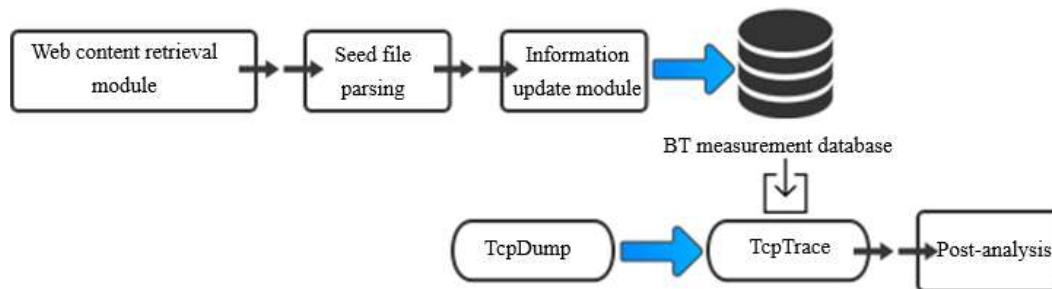 Web content retrieval
module
Seed file
parsing
Information
update module
BT measurement database
TcpDump
TcpTrace
Post-analysis